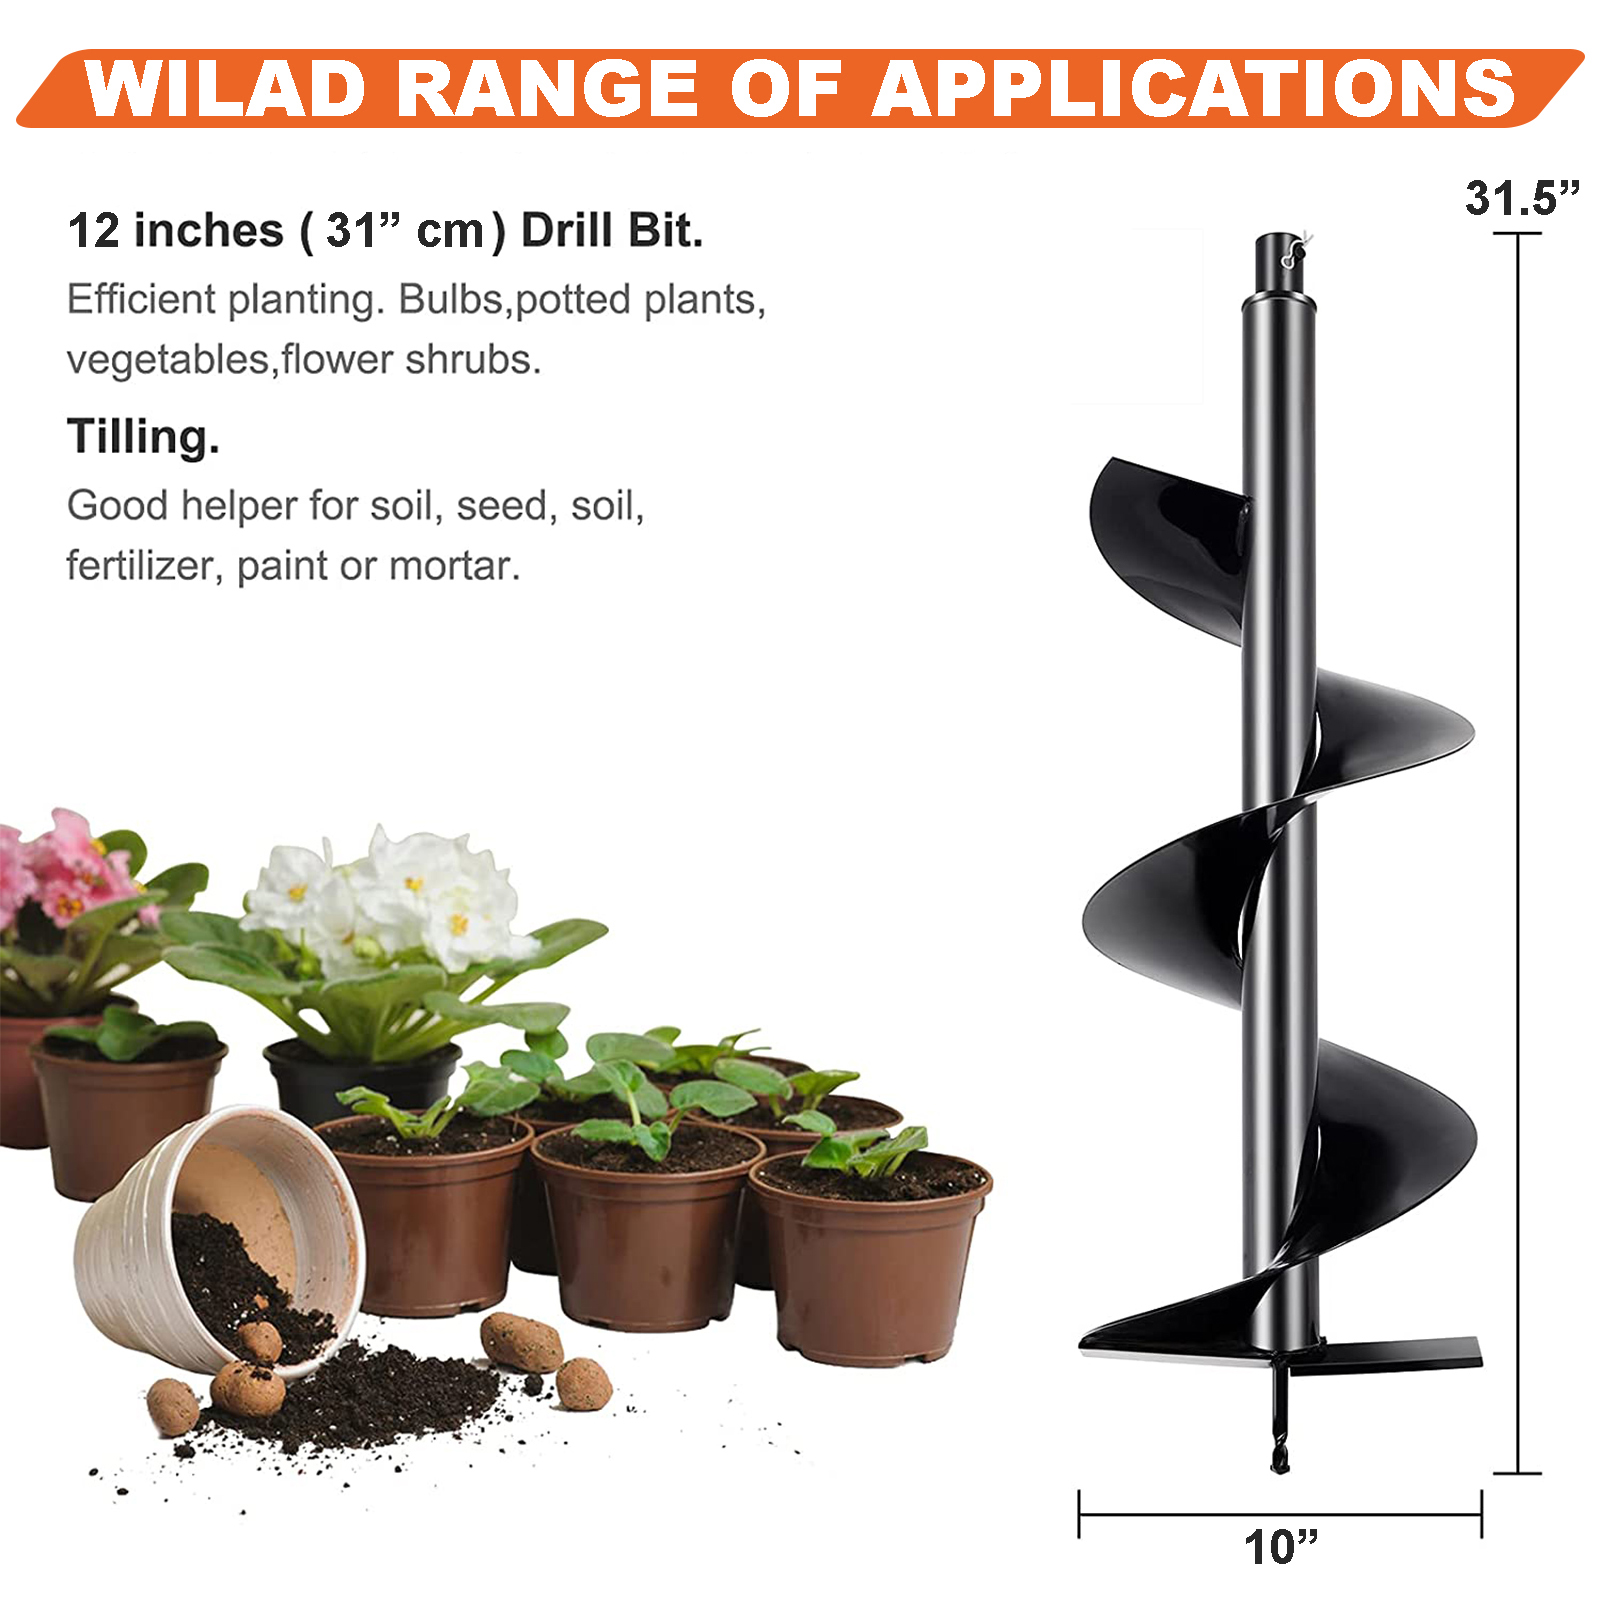 WILAD RANGE OF APPLICATIONS
31.5”
12 inches ( 31” cm) Drill Bit.
Efficient planting. Bulbs,potted plants,
vegetables,flower shrubs.
Tilling.
Good helper for soil, seed, soil,
fertilizer, paint or mortar.
10”